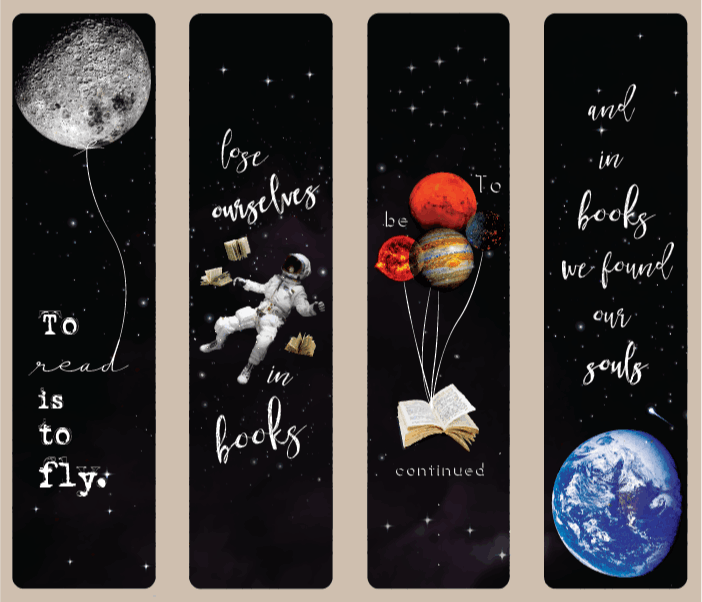 To
read
is
to
fly.
lose
ourselves
in
books
To
be
continued
and
in
books
we found
our
souls